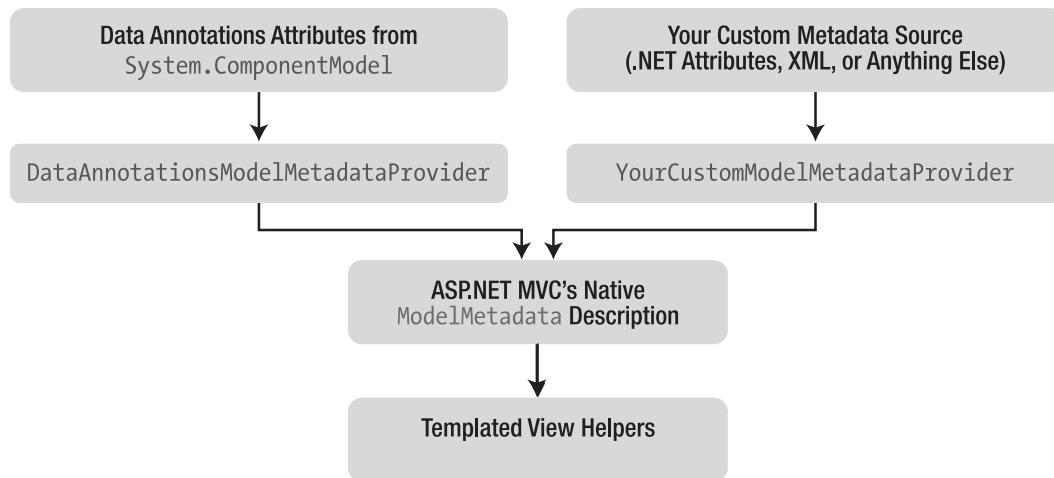 Data Annotations Attributes from
System.ComponentModel
Your Custom Metadata Source
(.NET Attributes, XML, or Anything Else)
DataAnnotationsModelMetadataProvider
YourCustomModelMetadataProvider
ASP.NET MVC's Native
ModelMetadata Description
Templated View Helpers